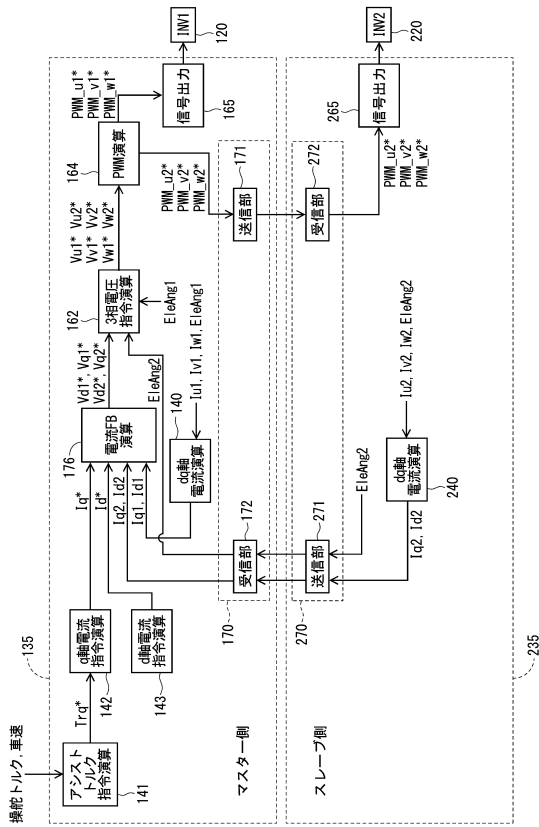 操舵トルク, 車速
135
アシスト
トルク
指令演算
141
Trq*
q軸電流
指令演算
142
d軸電流
指令演算
143
Iq*
Id*
Iq2, Id2
Iq1, Id1
176
電流FB
演算
Vd1*, Vq1*
Vd2*, Vq2*
EleAng2
140
dq軸
電流演算
Iu1, Iv1, Iw1, EleAng1
162
3相電圧
指令演算
EleAng1
Vu1* Vu2*
Vv1* Vv2*
Vw1* Vw2*
164
PWM演算
PWM_u1*
PWM_v1*
PWM_w1*
PWM_u2*
PWM_v2*
PWM_w2*
信号出力
165
INV1
120
170
受信部
172
送信部
171
マスター側
スレーブ側
270
送信部
271
受信部
272
EleAng2
Iq2, Id2
dq軸
電流演算
240
Iu2, Iv2, Iw2, EleAng2
PWM_u2*
PWM_v2*
PWM_w2*
265
信号出力
INV2
220
235